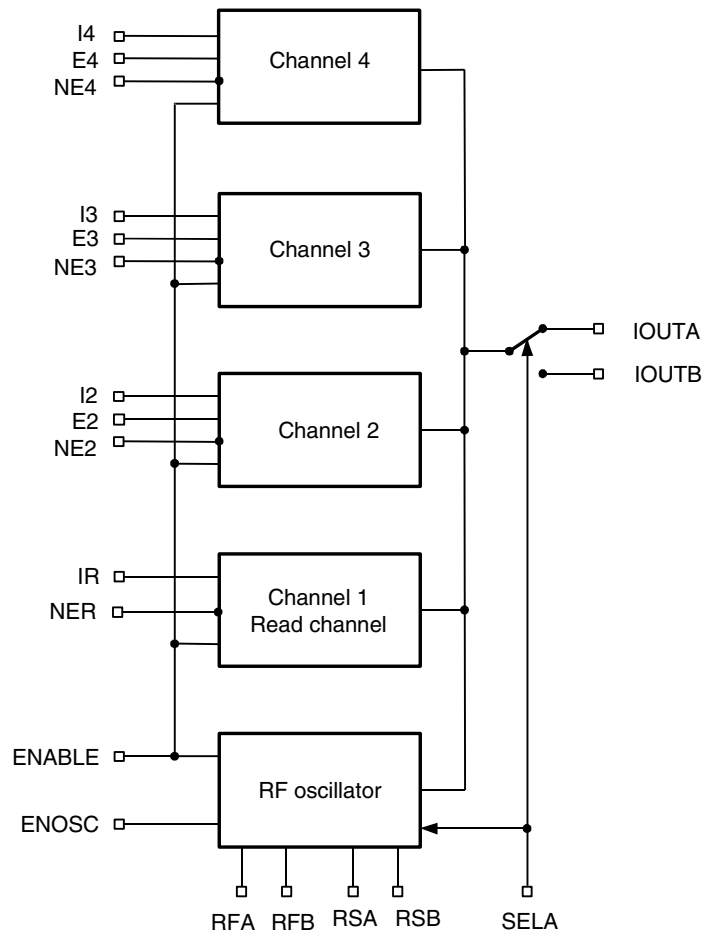 I4
E4
NE4
Channel 4
I3
E3
NE3
Channel 3
IOUTA
IOUTB
I2
E2
NE2
Channel 2
IR
NER
Channel 1
Read channel
ENABLE
ENOSC
RF oscillator
RFA RFB RSA RSB SELA